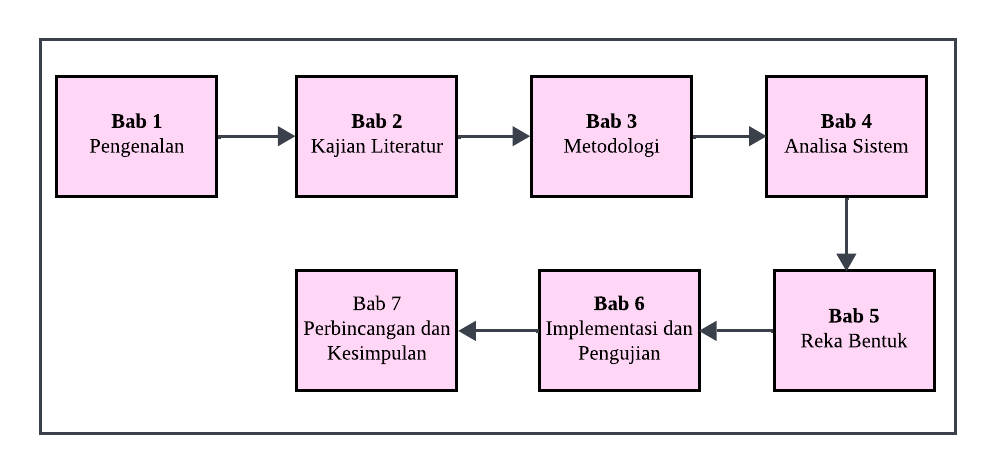 Bab 1
Pengenalan
Bab 2
Kajian Literatur
Bab 3
Metodologi
Bab 4
Analisa Sistem
Bab 5
Reka Bentuk
Bab 6
Implementasi dan
Pengujian
Bab 7
Perbincangan dan
Kesimpulan